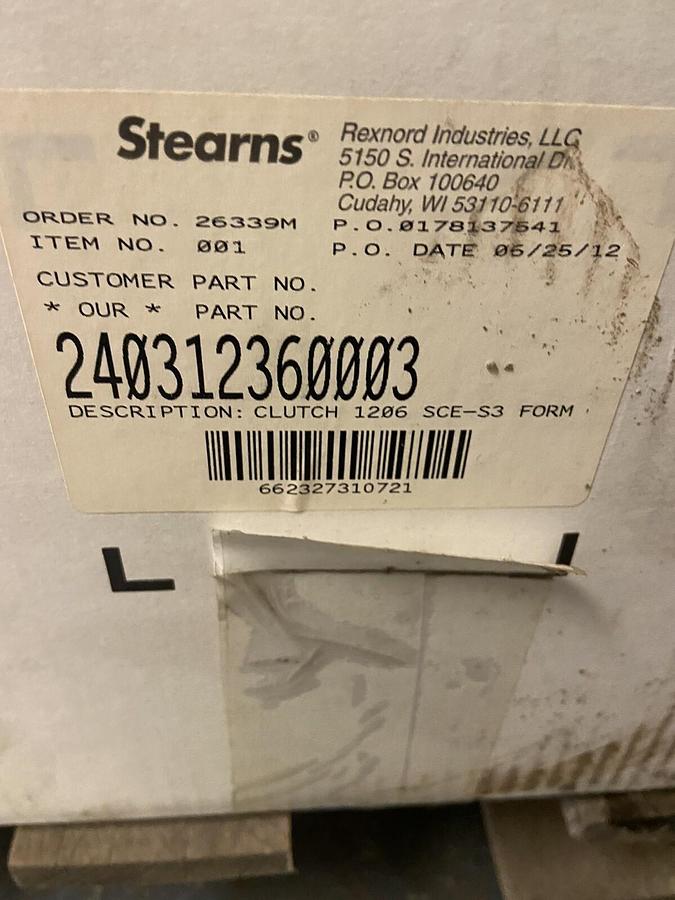 Stearns®
Rexnord Industries, LLC
5150 S. International Dr.
P.O. Box 100640
Cudahy, WI 53110-6111
ORDER NO. 26339M P.O.0178137541
ITEM NO. 001 P.O. DATE 06/25/12
CUSTOMER PART NO.
* OUR * PART NO.
240312360003
DESCRIPTION: CLUTCH 1206 SCE-S3 FORM
662327310721